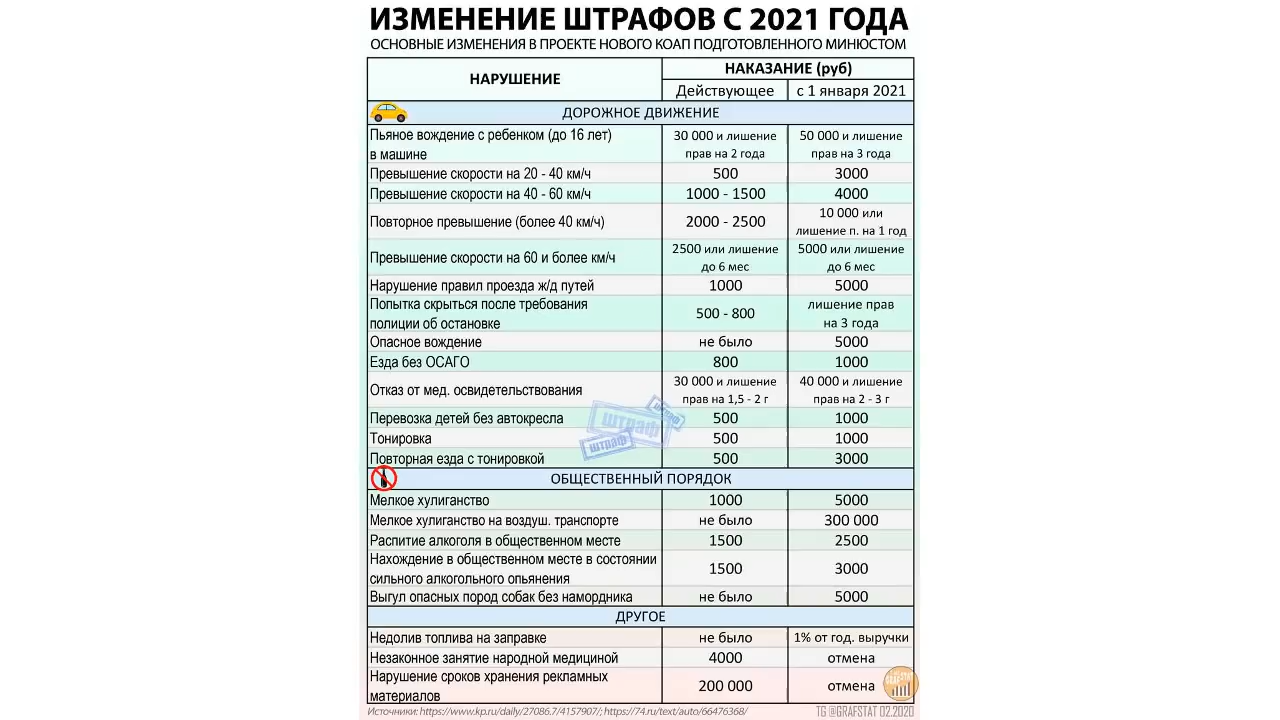 ИЗМЕНЕНИЕ ШТРАФОВ С 2021 ГОДА
ОСНОВНЫЕ ИЗМЕНЕНИЯ В ПРОЕКТЕ НОВОГО КОАП ПОДГОТОВЛЕННОГО МИНЮСТОМ
НАРУШЕНИЕ
НАКАЗАНИЕ (руб)
Действующее
с 1 января 2021
ДОРОЖНОЕ ДВИЖЕНИЕ
Пьяное вождение с ребенком (до 16 лет)
в машине
30 000 и лишение
прав на 2 года
50 000 и лишение
прав на 3 года
Превышение скорости на 20 - 40 км/ч
500
3000
Превышение скорости на 40 - 60 км/ч
1000 - 1500
4000
Повторное превышение (более 40 км/ч)
2000 - 2500
10 000 или
лишение п. на 1 год
Превышение скорости на 60 и более км/ч
2500 или лишение
до 6 мес
5000 или лишение
до 6 мес
Нарушение правил проезда ж/д путей
1000
5000
Попытка скрыться после требования
полиции об остановке
500 - 800
лишение прав
на 3 года
Опасное вождение
не было
5000
Езда без ОСАГО
800
1000
Отказ от мед. освидетельствования
30 000 и лишение
прав на 1,5 - 2 г
40 000 и лишение
прав на 2 - 3 г
Перевозка детей без автокресла
500
1000
Тонировка
500
1000
Повторная езда с тонировкой
500
3000
штраф
штраф
штраф
ОБЩЕСТВЕННЫЙ ПОРЯДОК
Мелкое хулиганство
1000
5000
Мелкое хулиганство на воздуш. транспорте
не было
300 000
Распитие алкоголя в общественном месте
1500
2500
Нахождение в общественном месте в состоянии
сильного алкогольного опьянения
1500
3000
Выгул опасных пород собак без намордника
не было
5000
ДРУГОЕ
Недолив топлива на заправке
не было
1% от год. выручки
Незаконное занятие народной медициной
4000
отмена
Нарушение сроков хранения рекламных
материалов
200 000
отмена
GRAFSTAT
Источники: https://www.kp.ru/daily/27086.7/4157907/; https://74.ru/text/auto/66476368/
TG @GRAFSTAT 02.2020